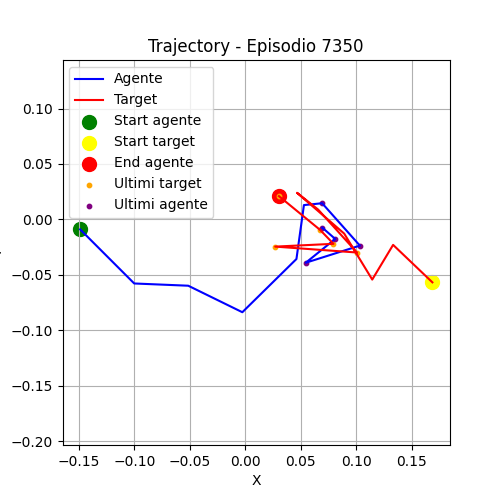 Trajectory - Episodio 7350
Agente
Target
Start agente
Start target
End agente
Ultimi target
Ultimi agente
0.10
0.05
0.00
−0.05
−0.10
−0.15
−0.20
−0.15 −0.10 −0.05 0.00 0.05 0.10 0.15
X